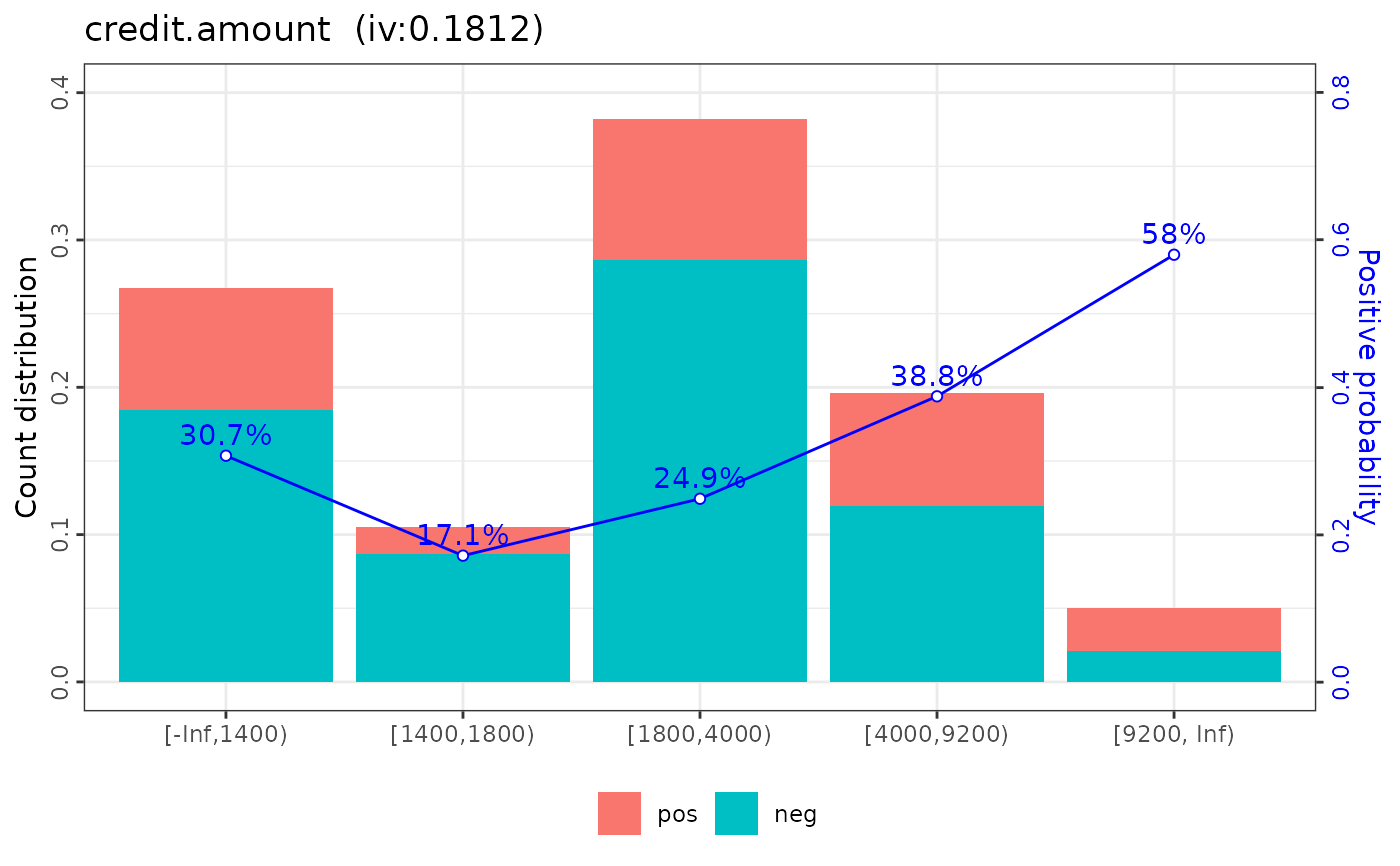 credit.amount  (iv:0.1812)
Count distribution
0.4
0.3
0.2
0.1
0.0
30.7%
17.1%
24.9%
38.8%
58%
0.8
0.6
0.4
0.2
0.0
Positive probability
[-Inf,1400)
[1400,1800)
[1800,4000)
[4000,9200)
[9200, Inf)
pos
neg